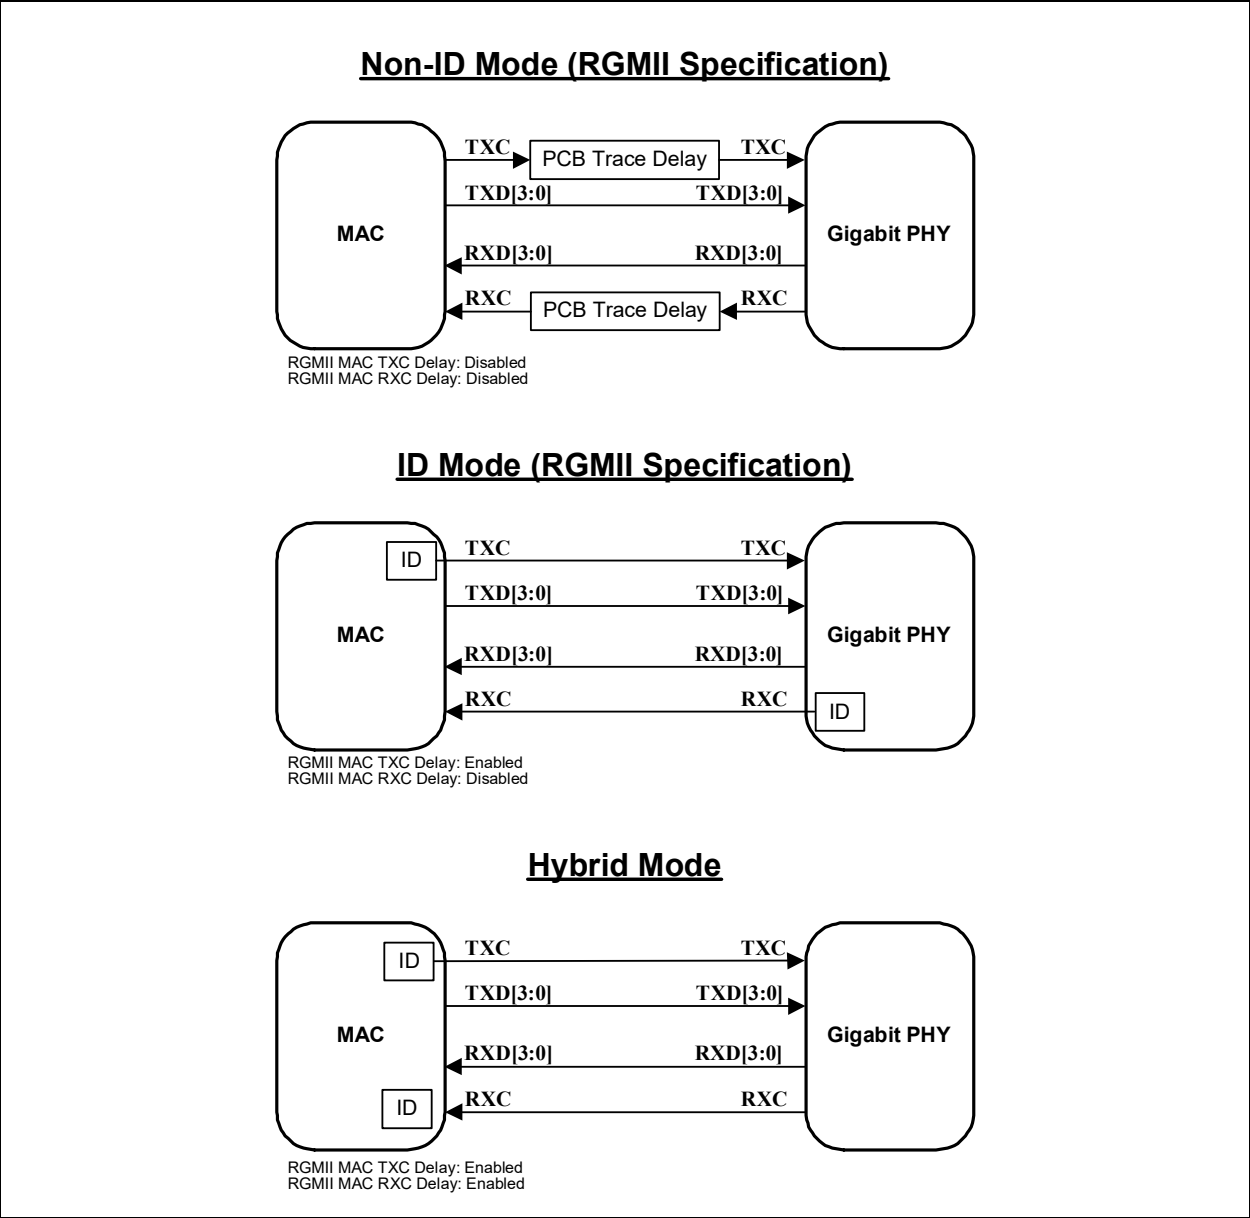 Non-ID Mode (RGMII Specification)
TXC PCB Trace Delay TXC
TXD[3:0] TXD[3:0]
MAC Gigabit PHY
RXD[3:0] RXD[3:0]
RXC PCB Trace Delay RXC
RGMII MAC TXC Delay: Disabled
RGMII MAC RXC Delay: Disabled
ID Mode (RGMII Specification)
ID TXC TXC
TXD[3:0] TXD[3:0]
MAC Gigabit PHY
RXD[3:0] RXD[3:0]
RXC RXC ID
RGMII MAC TXC Delay: Enabled
RGMII MAC RXC Delay: Disabled
Hybrid Mode
ID TXC TXC
TXD[3:0] TXD[3:0]
MAC Gigabit PHY
RXD[3:0] RXD[3:0]
ID RXC RXC
RGMII MAC TXC Delay: Enabled
RGMII MAC RXC Delay: Enabled